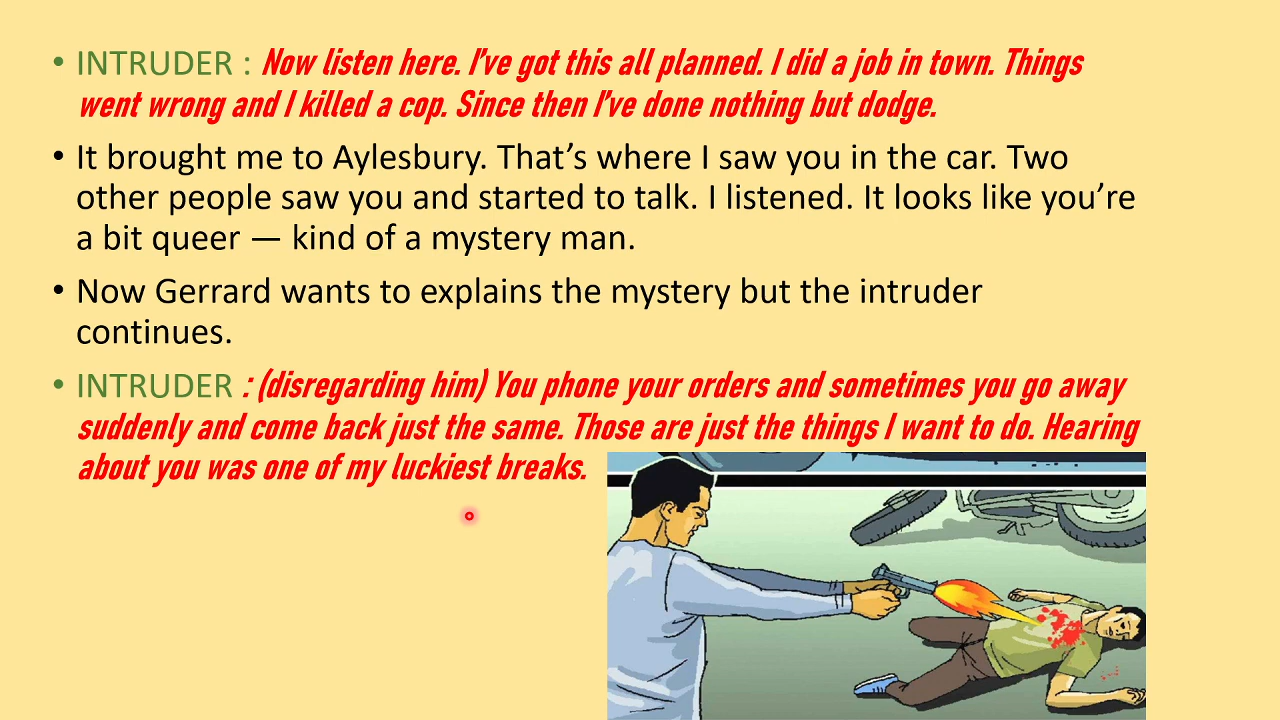 • INTRUDER : Now listen here. I've got this all planned. I did a job in town. Things
went wrong and I killed a cop. Since then I've done nothing but dodge.
• It brought me to Aylesbury. That’s where I saw you in the car. Two
other people saw you and started to talk. I listened. It looks like you’re
a bit queer — kind of a mystery man.
• Now Gerrard wants to explains the mystery but the intruder
continues.
• INTRUDER : (disregarding him) You phone your orders and sometimes you go away
suddenly and come back just the same. Those are just the things I want to do. Hearing
about you was one of my luckiest breaks.